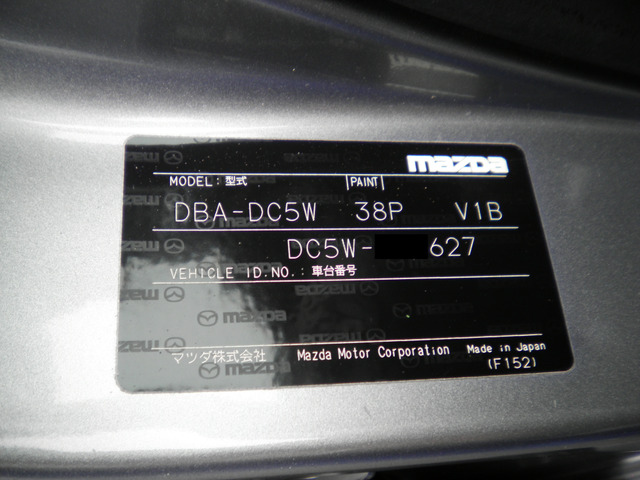 mazda
MODEL:型式 PAINT
DBA-DC5W 38P V1B
DC5W- 627
VEHICLE ID.NO.:車台番号
マツダ株式会社 Mazda Motor Corporation Made in Japan
(F152)